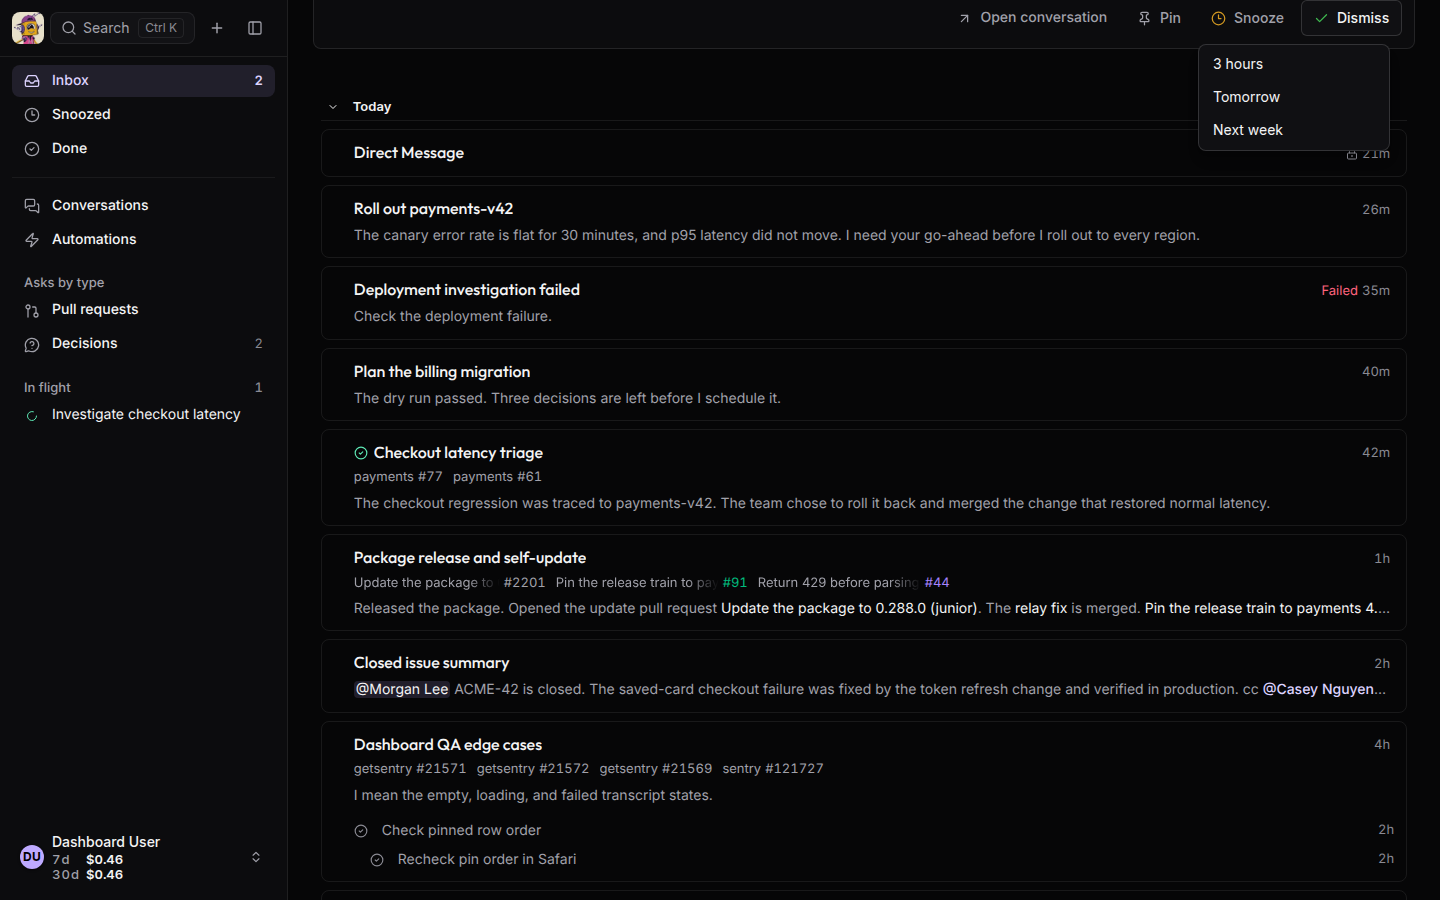 Search Ctrl K
Inbox 2
Snoozed
Done
Conversations
Automations
Asks by type
Pull requests
Decisions 2
In flight 1
Investigate checkout latency
DU Dashboard User
7d $0.46
30d $0.46
Open conversation Pin Snooze Dismiss
3 hours
Tomorrow
Next week
Today
Direct Message 21m
Roll out payments-v42 26m
The canary error rate is flat for 30 minutes, and p95 latency did not move. I need your go-ahead before I roll out to every region.
Deployment investigation failed Failed 35m
Check the deployment failure.
Plan the billing migration 40m
The dry run passed. Three decisions are left before I schedule it.
Checkout latency triage 42m
payments #77 payments #61
The checkout regression was traced to payments-v42. The team chose to roll it back and merged the change that restored normal latency.
Package release and self-update 1h
Update the package to #2201 Pin the release train to pay #91 Return 429 before parsing #44
Released the package. Opened the update pull request Update the package to 0.288.0 (junior). The relay fix is merged. Pin the release train to payments 4....
Closed issue summary 2h
@Morgan Lee ACME-42 is closed. The saved-card checkout failure was fixed by the token refresh change and verified in production. cc @Casey Nguyen...
Dashboard QA edge cases 4h
getsentry #21571 getsentry #21572 getsentry #21569 sentry #121727
I mean the empty, loading, and failed transcript states.
Check pinned row order 2h
Recheck pin order in Safari 2h